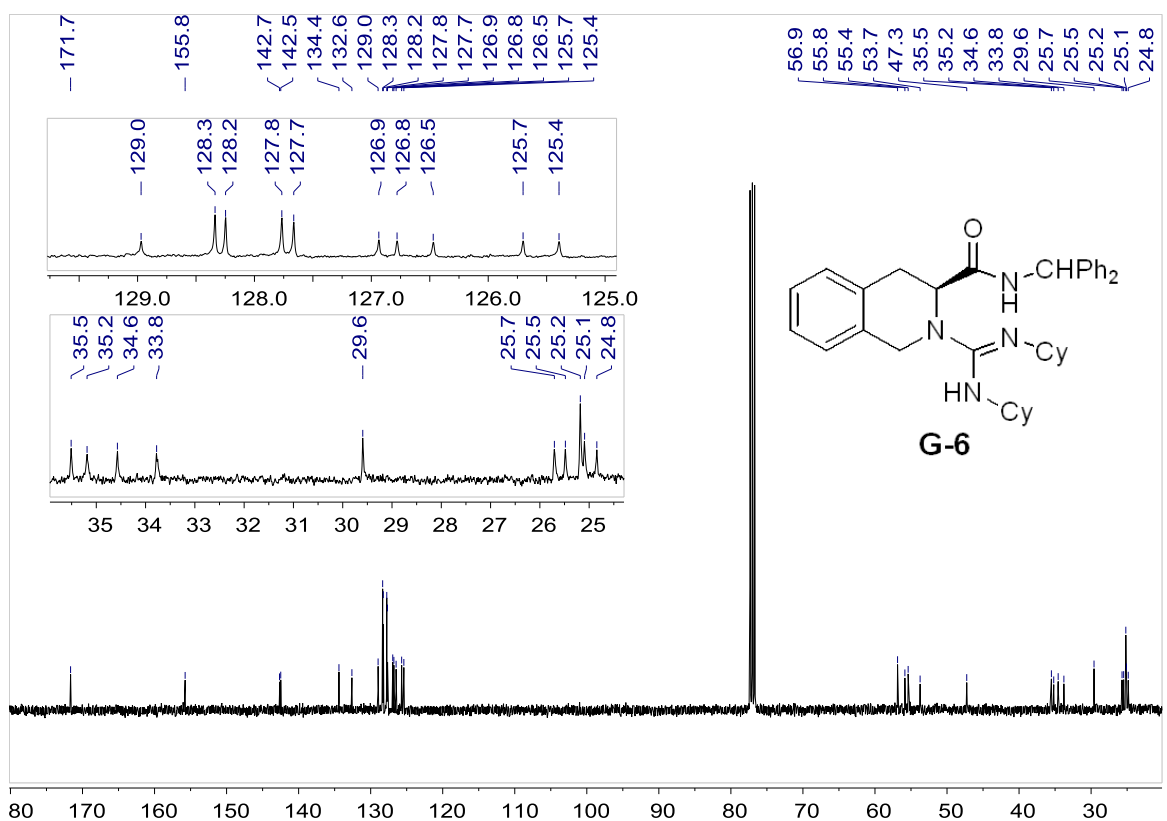 171.7 155.8 142.7 142.5 134.4 132.6 129.0 128.3 128.2 127.8 127.7 126.9 126.8 126.5 125.7 125.4
56.9 55.8 55.4 53.7 47.3 35.5 35.2 34.6 33.8 29.6 25.7 25.5 25.2 25.1 24.8
129.0 128.3 128.2 127.8 127.7 126.9 126.8 126.5 125.7 125.4
129.0 128.0 127.0 126.0 125.0
35.5 35.2 34.6 33.8 29.6 25.7 25.5 25.2 25.1 24.8
35 34 33 32 31 30 29 28 27 26 25
O
N
H
CHPh2
N
N
Cy
HN
Cy
G-6
80 170 160 150 140 130 120 110 100 90 80 70 60 50 40 30